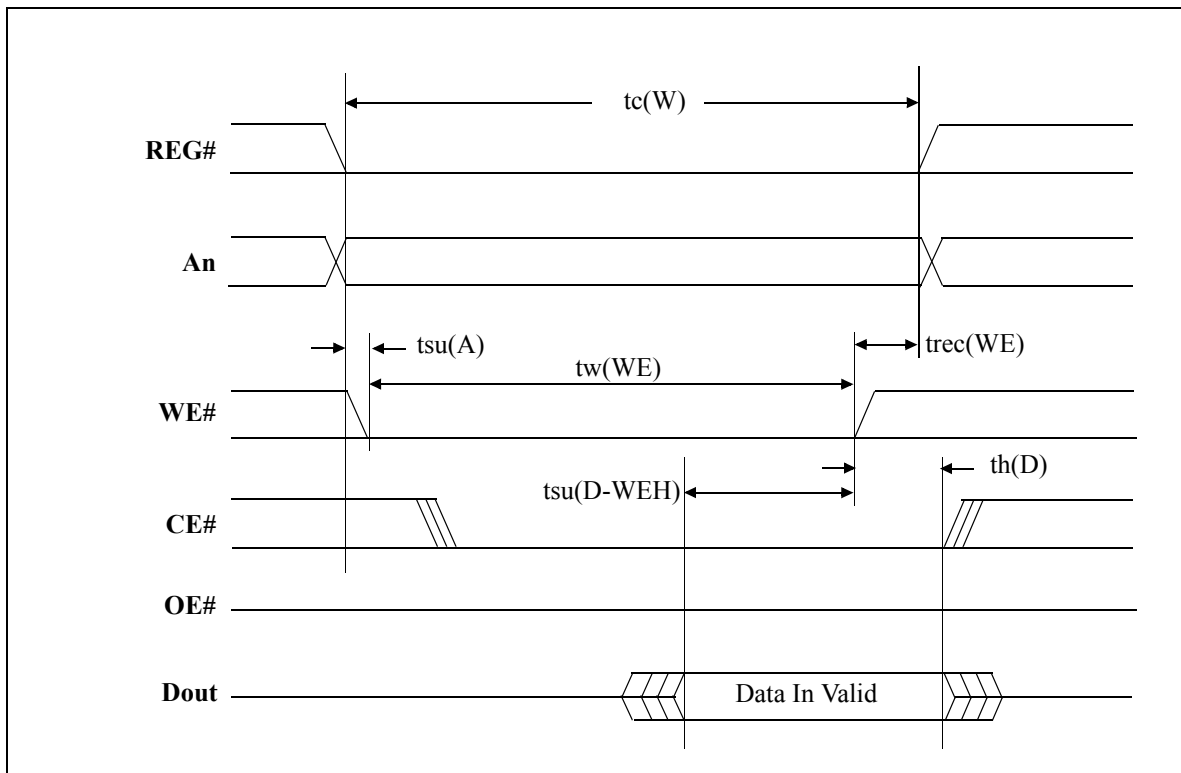 tc(W)
REG#
An
tsu(A)
trec(WE)
tw(WE)
WE#
th(D)
tsu(D-WEH)
CE#
OE#
Dout
Data In Valid